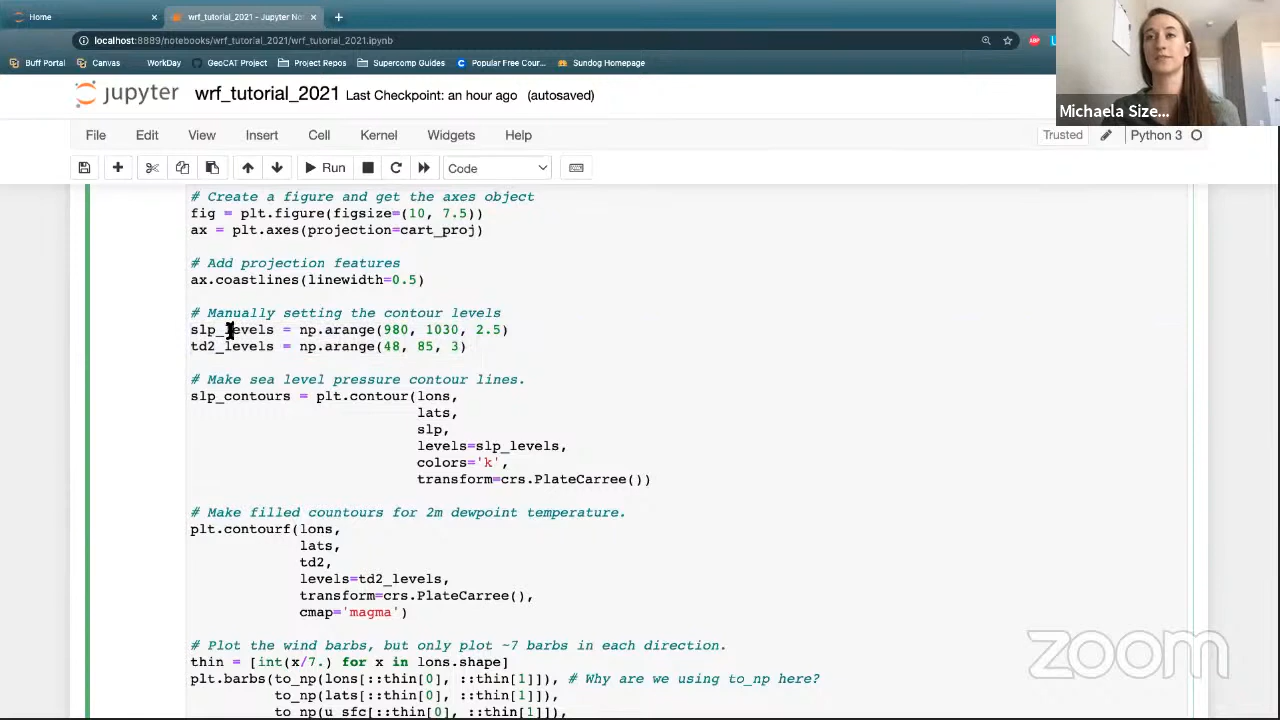 Home
wrf_tutorial_2021 - Jupyter No
localhost:8889/notebooks/wrf_tutorial_2021/wrf_tutorial_2021.ipynb
Buff Portal Canvas WorkDay GeoCAT Project Project Repos Supercomp Guides Popular Free Cour... Sundog Homepage
Michaela Size...
jupyter wrf_tutorial_2021 Last Checkpoint: an hour ago (autosaved)
File Edit View Insert Cell Kernel Widgets Help Trusted Python 3
Run Code
# Create a figure and get the axes object
fig = plt.figure(figsize=(10, 7.5))
ax = plt.axes(projection=cart_proj)
# Add projection features
ax.coastlines(linewidth=0.5)
# Manually setting the contour levels
slp_levels = np.arange(980, 1030, 2.5)
td2_levels = np.arange(48, 85, 3)
# Make sea level pressure contour lines.
slp_contours = plt.contour(lons,
lats,
slp,
levels=slp_levels,
colors='k',
transform=crs.PlateCarree())
# Make filled countours for 2m dewpoint temperature.
plt.contourf(lons,
lats,
td2,
levels=td2_levels,
transform=crs.PlateCarree(),
cmap='magma')
# Plot the wind barbs, but only plot ~7 barbs in each direction.
thin = [int(x/7.) for x in lons.shape]
plt.barbs(to_np(lons[::thin[0], ::thin[1]]), # Why are we using to_np here?
to_np(lats[::thin[0], ::thin[1]]),
to_np(u_sfc[::thin[0], ::thin[1]]),
zoom